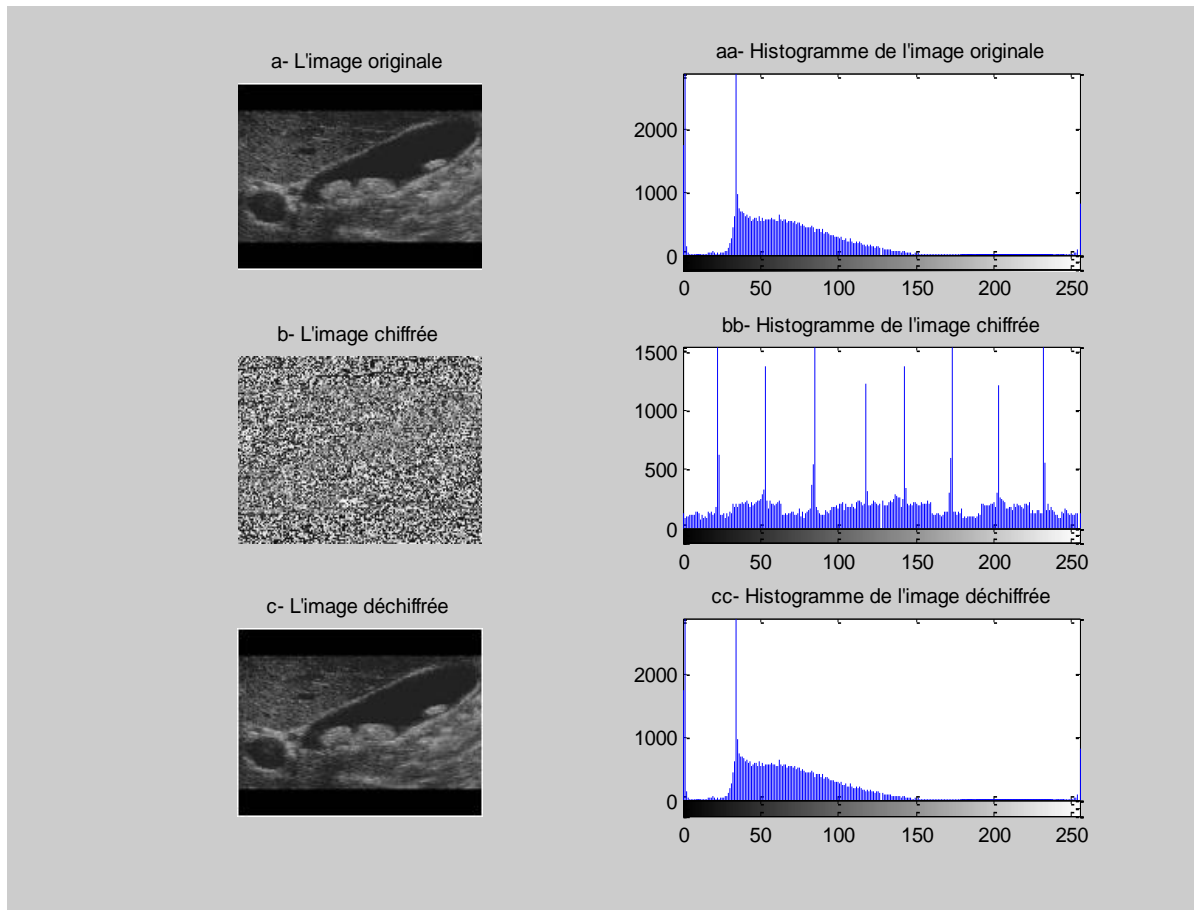 a- L'image originale
aa- Histogramme de l'image originale
2000
1000
0
0 50 100 150 200 250
b- L'image chiffrée
bb- Histogramme de l'image chiffrée
1500
1000
500
0
0 50 100 150 200 250
c- L'image déchiffrée
cc- Histogramme de l'image déchiffrée
2000
1000
0
0 50 100 150 200 250